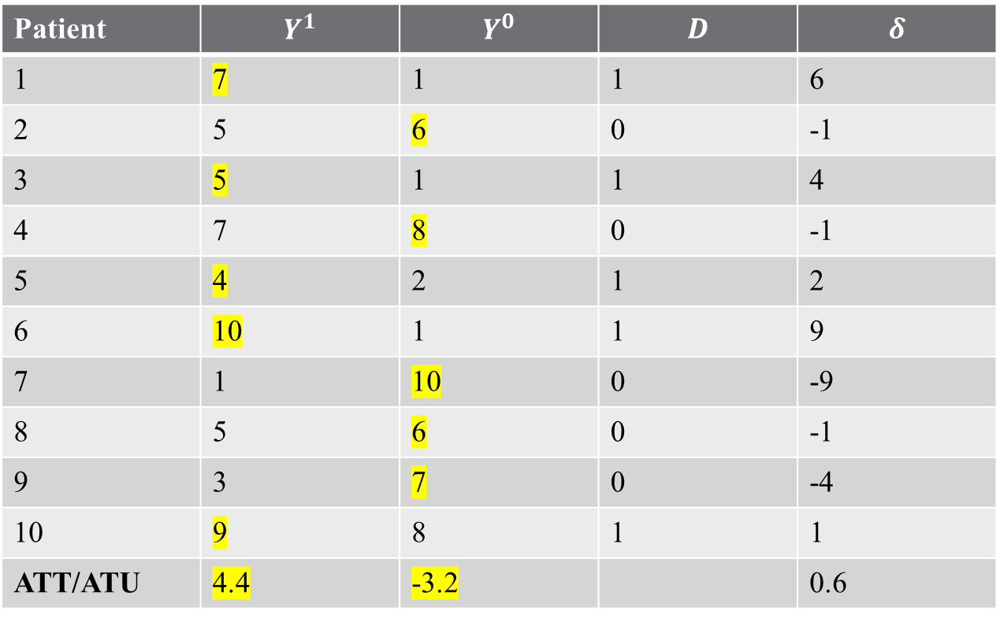 Patient Y¹ Y⁰ D δ
1 7 1 1 6
2 5 6 0 -1
3 5 1 1 4
4 7 8 0 -1
5 4 2 1 2
6 10 1 1 9
7 1 10 0 -9
8 5 6 0 -1
9 3 7 0 -4
10 9 8 1 1
ATT/ATU 4.4 -3.2 0.6